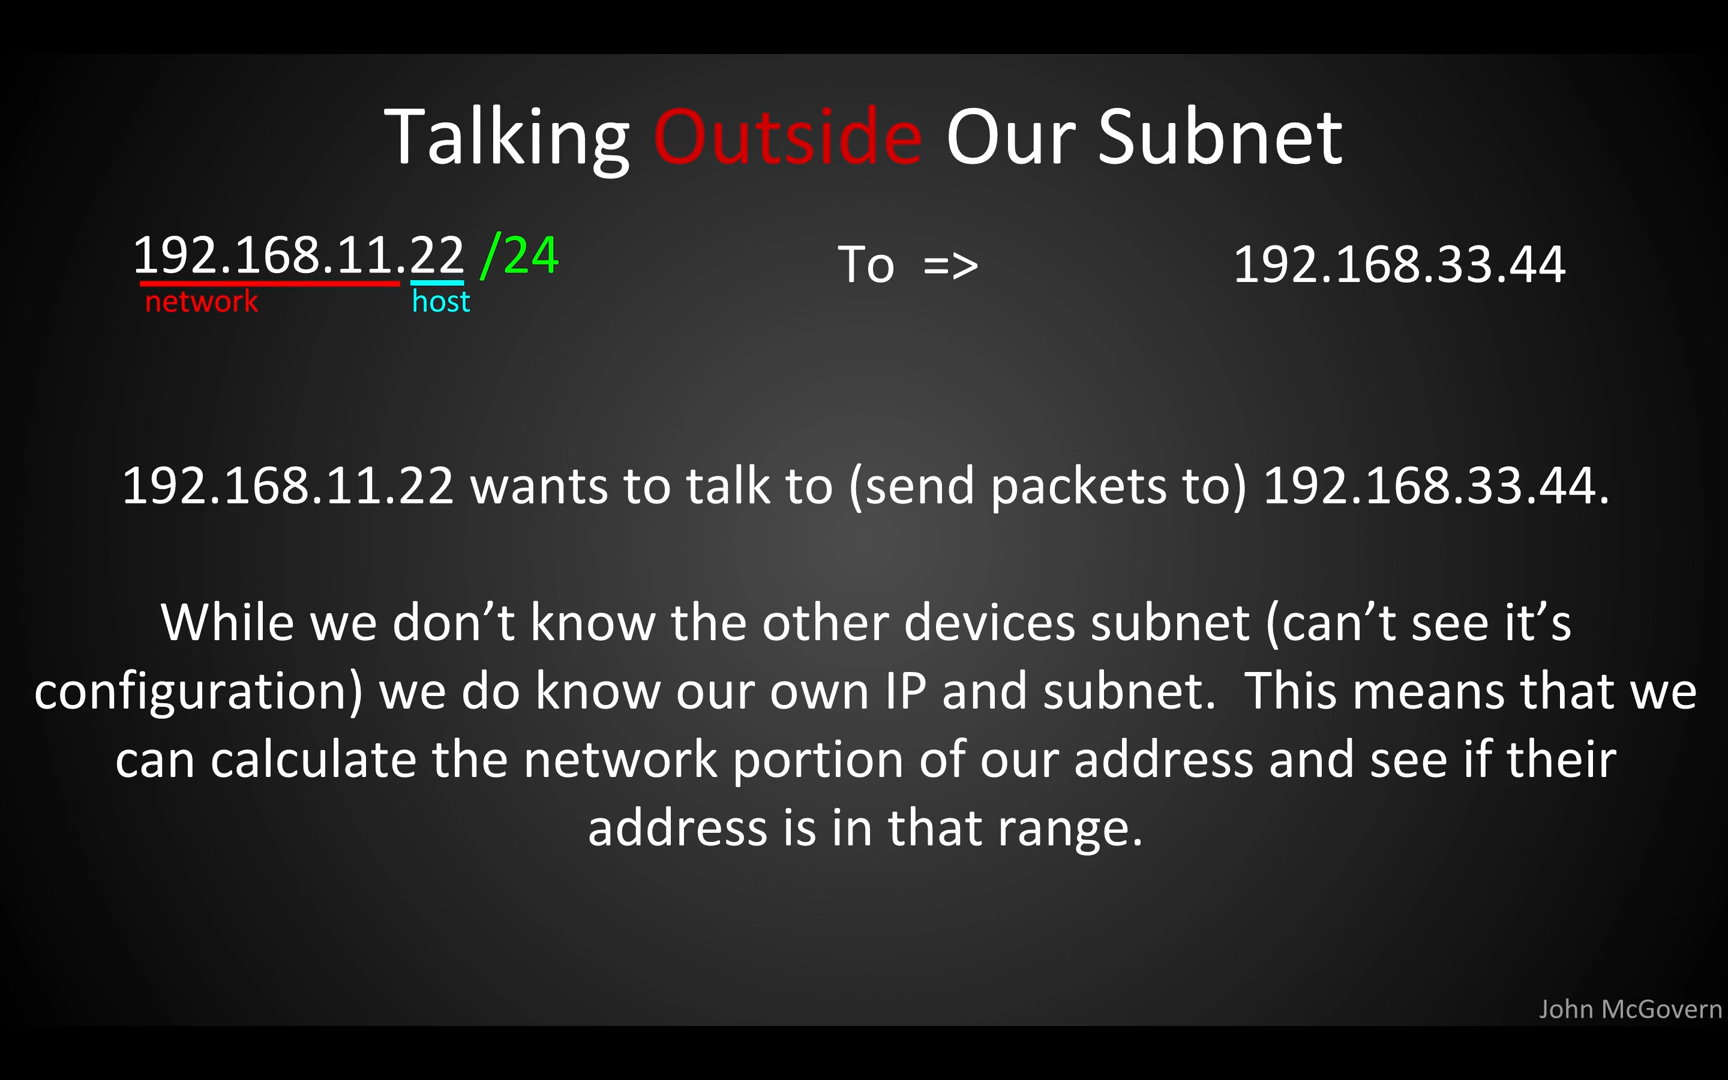 Talking Outside Our Subnet
192.168.11.22 /24 To => 192.168.33.44
network host
192.168.11.22 wants to talk to (send packets to) 192.168.33.44.
While we don’t know the other devices subnet (can’t see it’s
configuration) we do know our own IP and subnet.  This means that we
can calculate the network portion of our address and see if their
address is in that range.
John McGovern